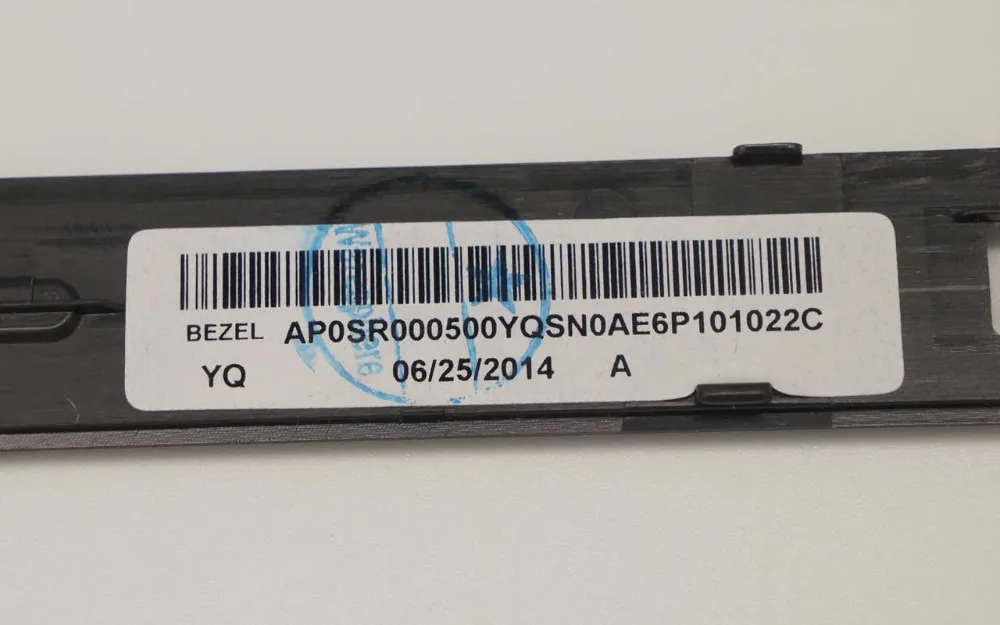 BEZEL AP0SR000500YQSN0AE6P101022C
YQ 06/25/2014 A